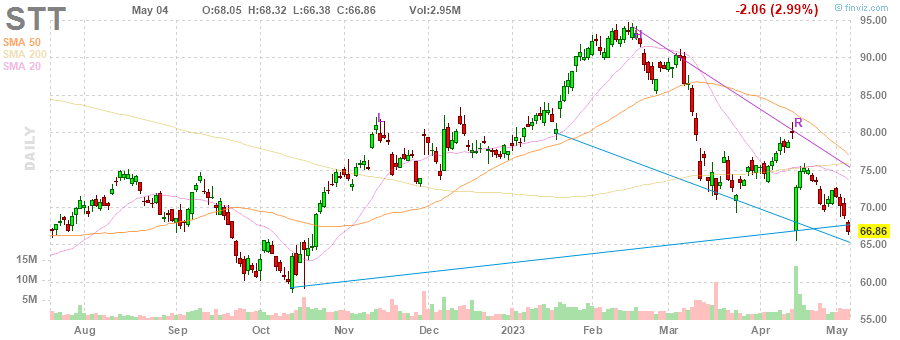 STT May 04 O:68.05 H:68.32 L:66.38 C:66.86 Vol:2.95M -2.06 (2.99%) © finviz.com
SMA 50
SMA 200
SMA 20
DAILY
95.00
90.00
85.00
80.00
75.00
70.00
66.86
65.00
60.00
55.00
15M
10M
5M
L
R
Aug Sep Oct Nov Dec 2023 Feb Mar Apr May